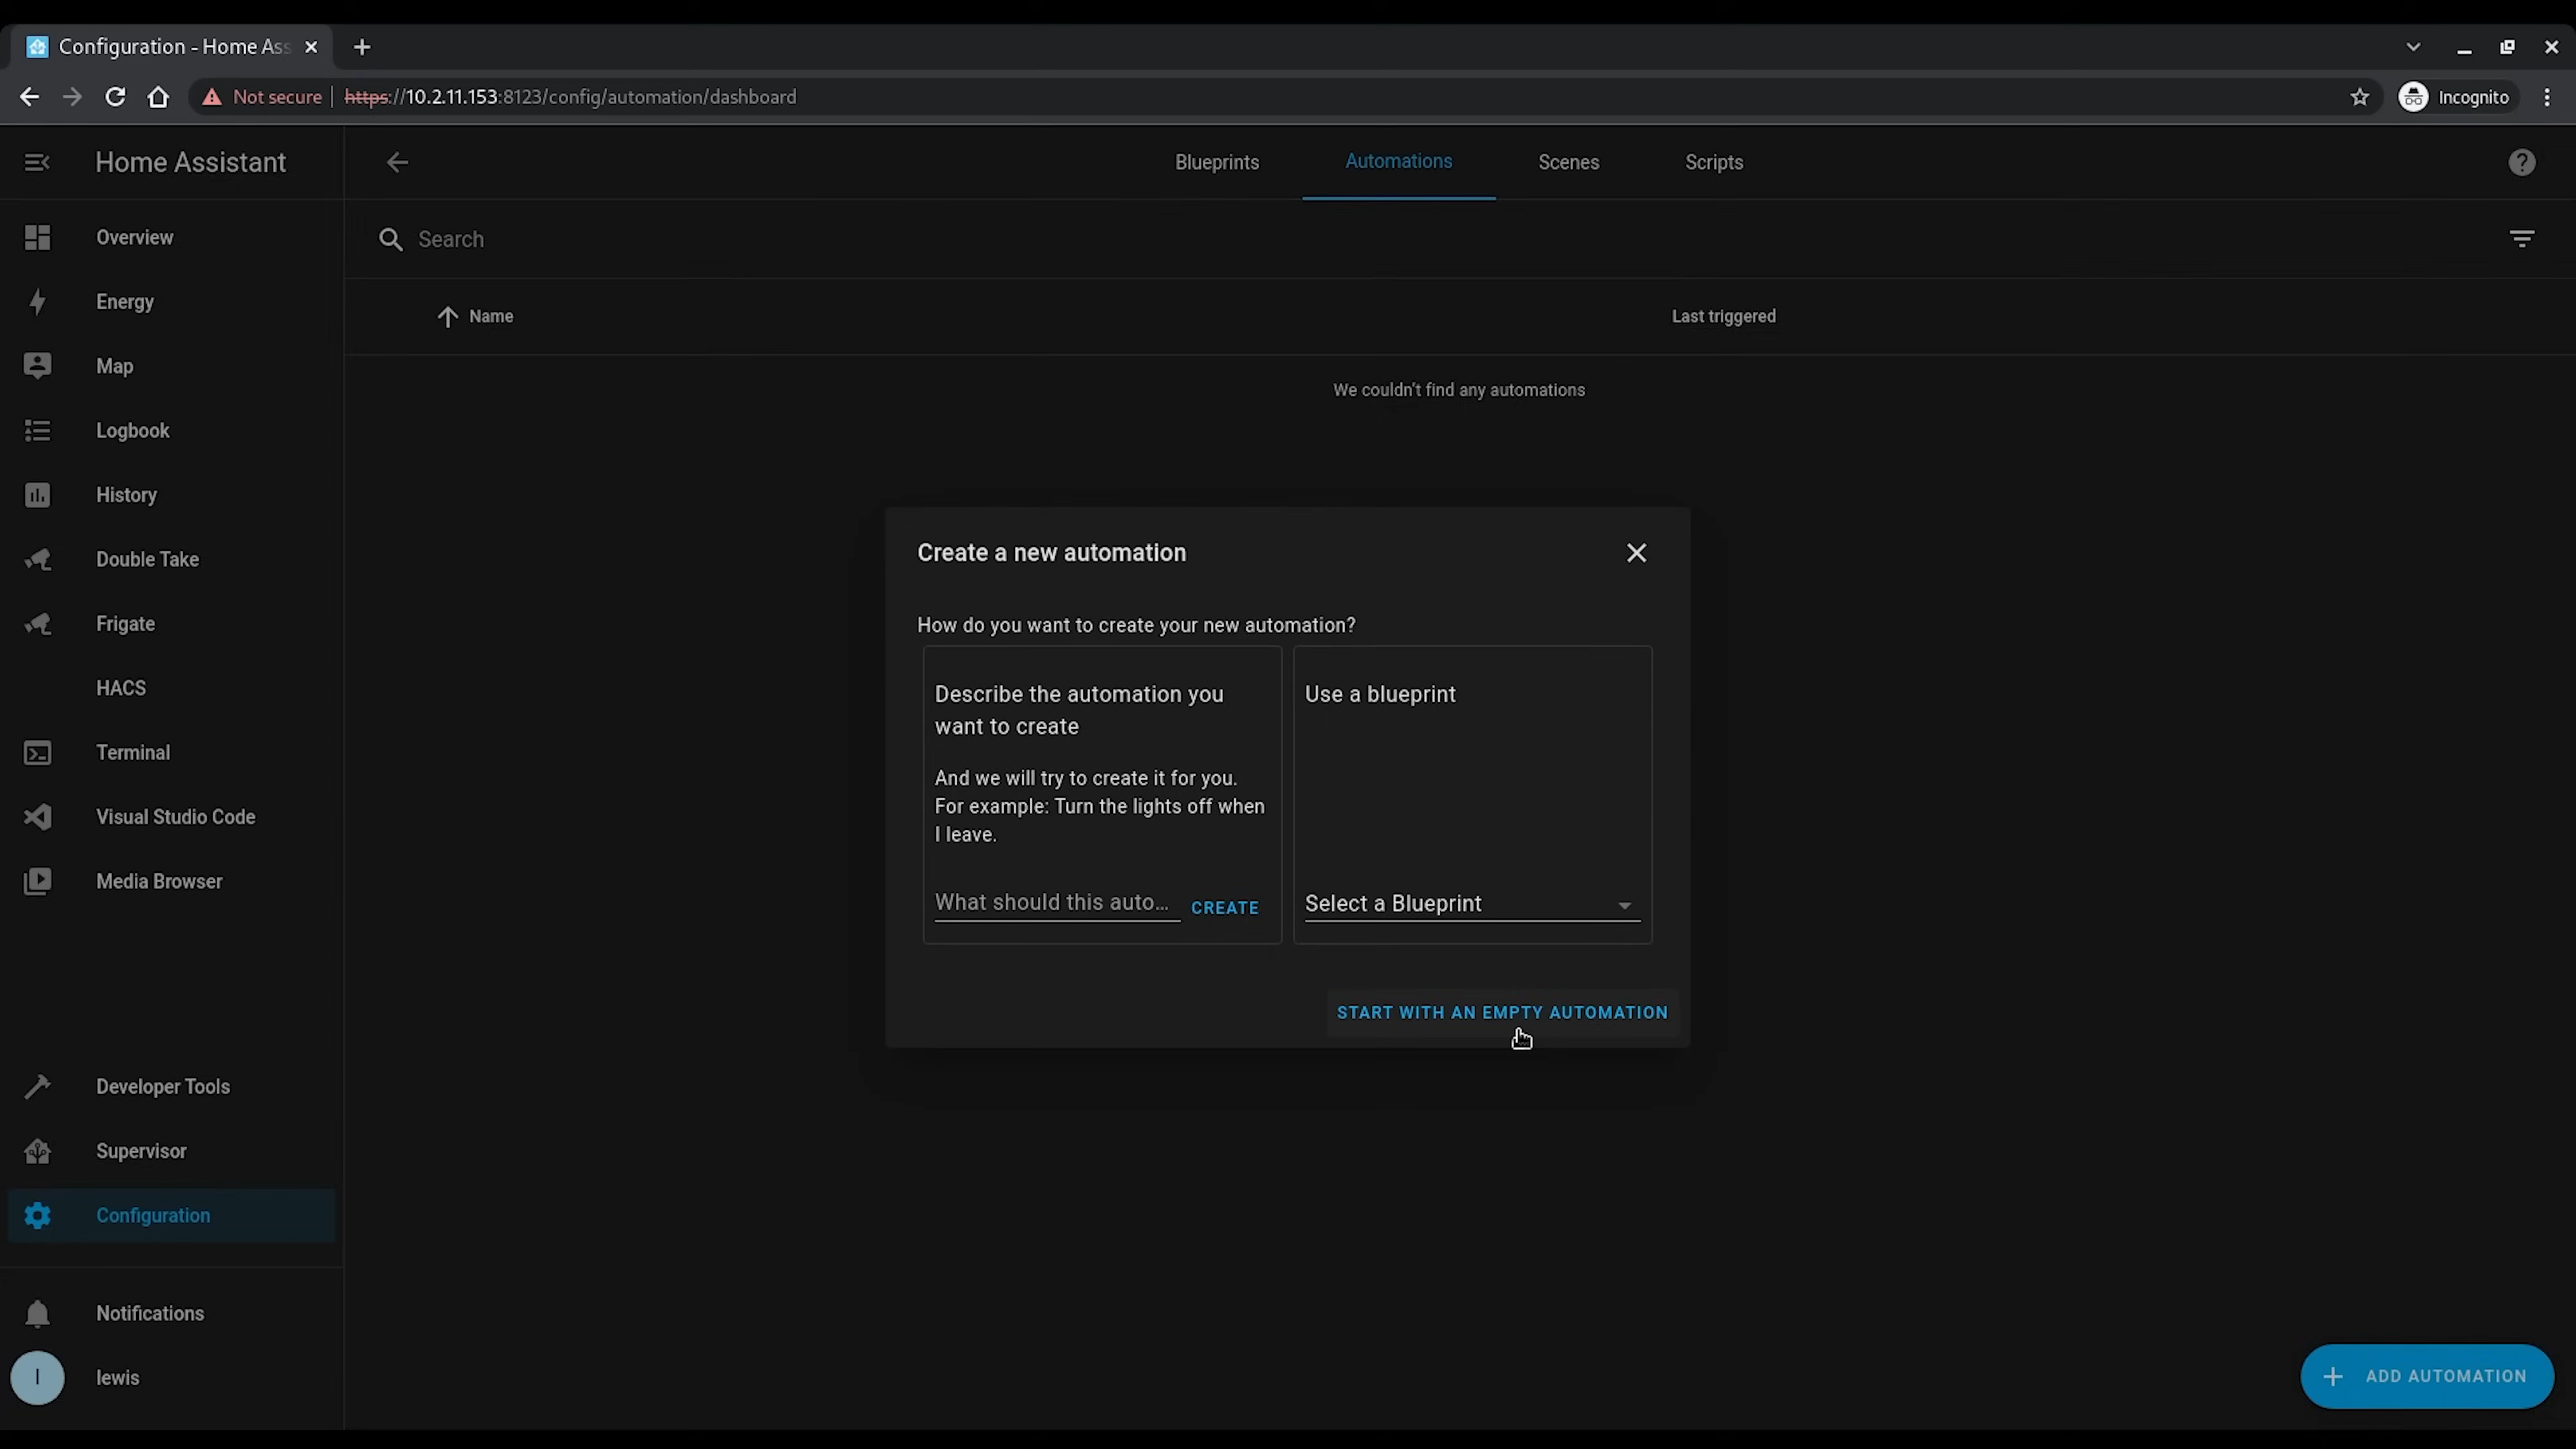 Configuration - Home Ass
Not secure
https://10.2.11.153:8123/config/automation/dashboard
Incognito
Home Assistant
Blueprints
Automations
Scenes
Scripts
Overview
Energy
Map
Logbook
History
Double Take
Frigate
HACS
Terminal
Visual Studio Code
Media Browser
Developer Tools
Supervisor
Configuration
Notifications
l
lewis
Search
Name
Last triggered
We couldn't find any automations
Create a new automation
How do you want to create your new automation?
Describe the automation you
want to create
And we will try to create it for you.
For example: Turn the lights off when
I leave.
What should this auto...
CREATE
Use a blueprint
Select a Blueprint
START WITH AN EMPTY AUTOMATION
ADD AUTOMATION